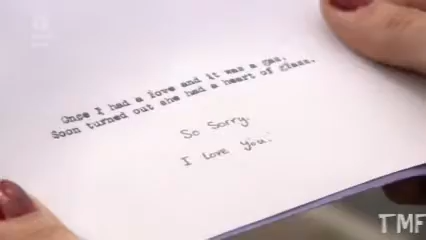 Once I had a love and it was a gas,
Soon turned out she had a heart of glass.
So Sorry.
I love you.
TMF